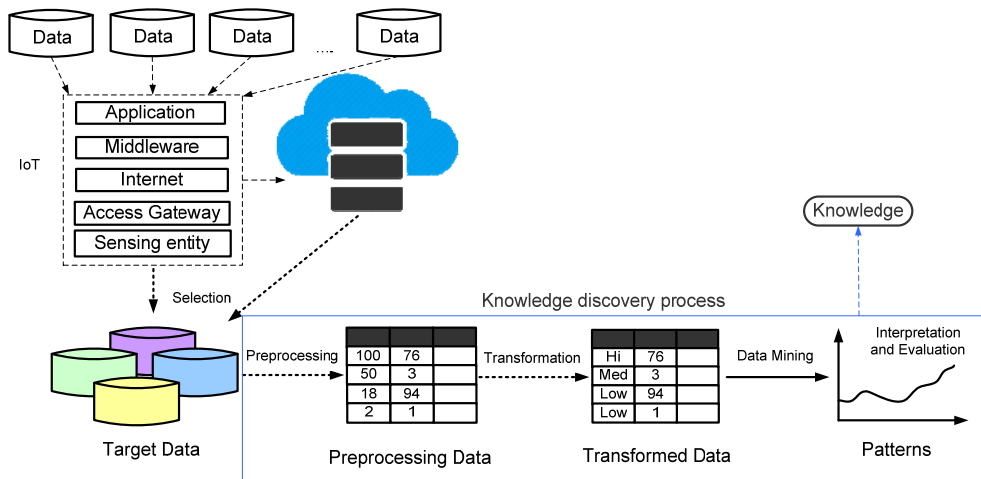 Data
Data
Data
....
Data
Application
Middleware
IoT
Internet
Access Gateway
Sensing entity
Knowledge
Selection
Knowledge discovery process
Preprocessing
100 76
50 3
18 94
2 1
Transformation
Hi 76
Med 3
Low 94
Low 1
Data Mining
Interpretation
and Evaluation
Target Data
Preprocessing Data
Transformed Data
Patterns